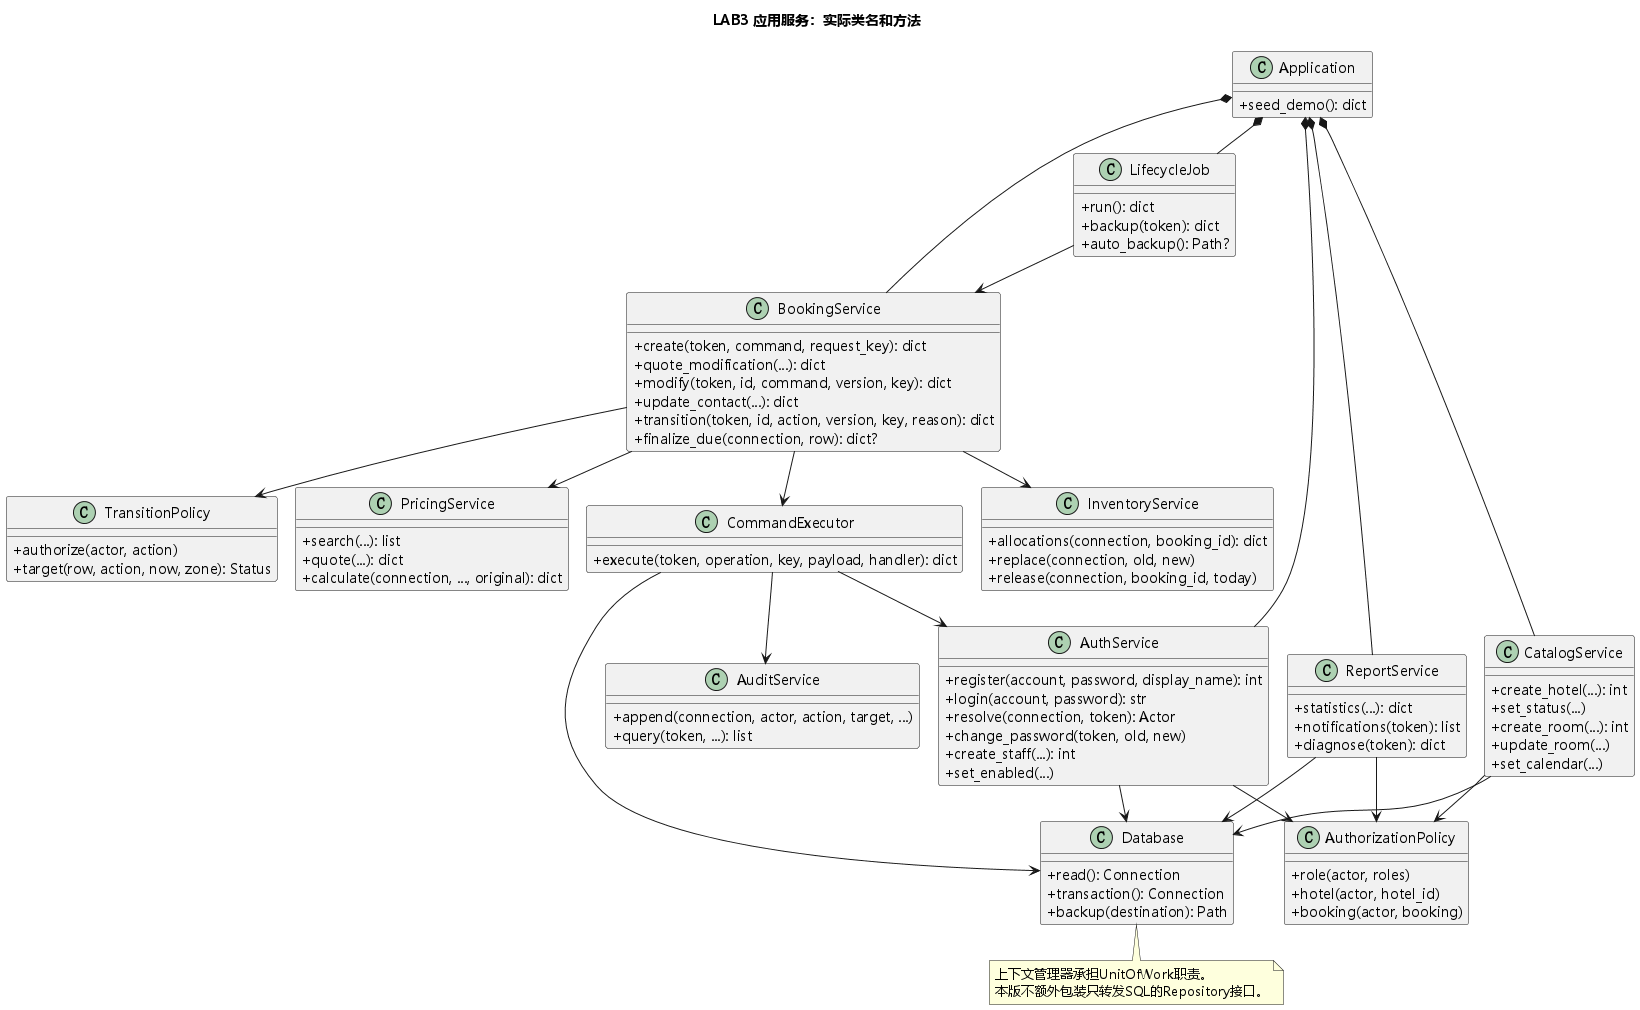 LAB3 应用服务：实际类名和方法
C Application
+seed_demo(): dict
C LifecycleJob
+run(): dict
+backup(token): dict
+auto_backup(): Path?
C BookingService
+create(token, command, request_key): dict
+quote_modification(...): dict
+modify(token, id, command, version, key): dict
+update_contact(...): dict
+transition(token, id, action, version, key, reason): dict
+finalize_due(connection, row): dict?
C TransitionPolicy
+authorize(actor, action)
+target(row, action, now, zone): Status
C PricingService
+search(...): list
+quote(...): dict
+calculate(connection, ..., original): dict
C CommandExecutor
+execute(token, operation, key, payload, handler): dict
C InventoryService
+allocations(connection, booking_id): dict
+replace(connection, old, new)
+release(connection, booking_id, today)
C AuditService
+append(connection, actor, action, target, ...)
+query(token, ...): list
C AuthService
+register(account, password, display_name): int
+login(account, password): str
+resolve(connection, token): Actor
+change_password(token, old, new)
+create_staff(...): int
+set_enabled(...)
C ReportService
+statistics(...): dict
+notifications(token): list
+diagnose(token): dict
C CatalogService
+create_hotel(...): int
+set_status(...)
+create_room(...): int
+update_room(...)
+set_calendar(...)
C Database
+read(): Connection
+transaction(): Connection
+backup(destination): Path
C AuthorizationPolicy
+role(actor, roles)
+hotel(actor, hotel_id)
+booking(actor, booking)
上下文管理器承担UnitOfWork职责。
本版不额外包装只转发SQL的Repository接口。